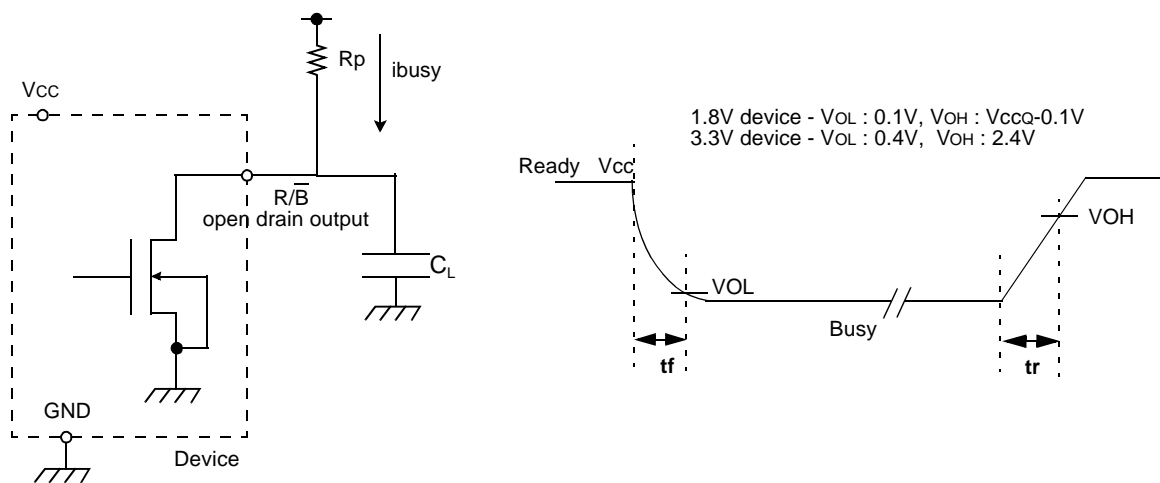 Rp
ibusy
VCC
R/B̅
open drain output
CL
GND
Device
1.8V device - VOL : 0.1V, VOH : VCCQ-0.1V
3.3V device - VOL : 0.4V, VOH : 2.4V
Ready Vcc
VOH
VOL
Busy
tf
tr